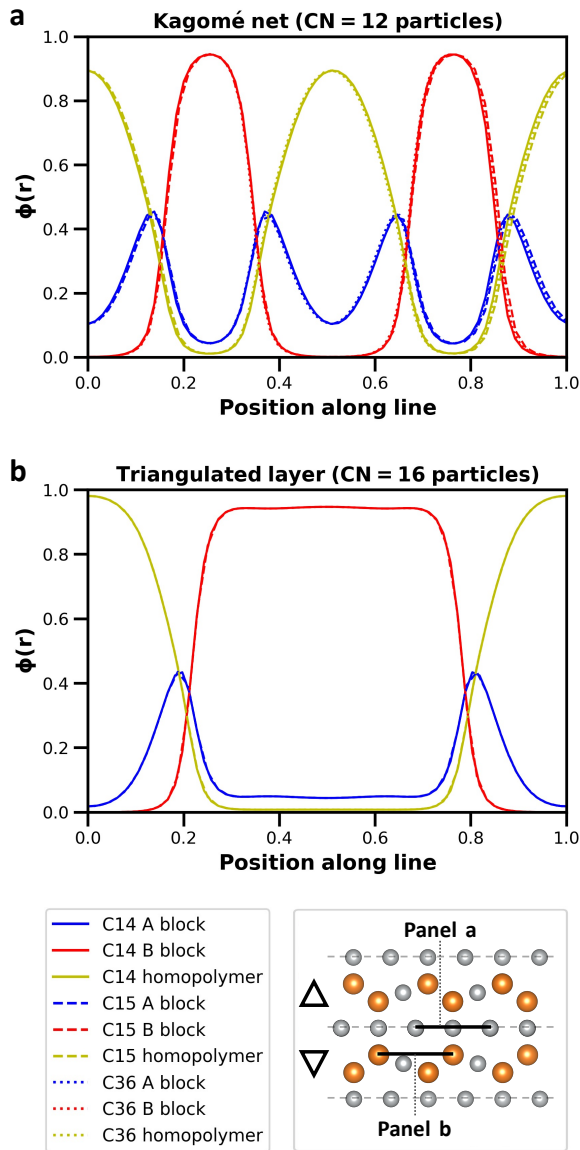 a
Kagomé net (CN = 12 particles)
1.0
0.8
0.6
0.4
0.2
0.0
ϕ(r)
0.0 0.2 0.4 0.6 0.8 1.0
Position along line
b
Triangulated layer (CN = 16 particles)
1.0
0.8
0.6
0.4
0.2
0.0
ϕ(r)
0.0 0.2 0.4 0.6 0.8 1.0
Position along line
C14 A block
C14 B block
C14 homopolymer
C15 A block
C15 B block
C15 homopolymer
C36 A block
C36 B block
C36 homopolymer
Panel a
Panel b